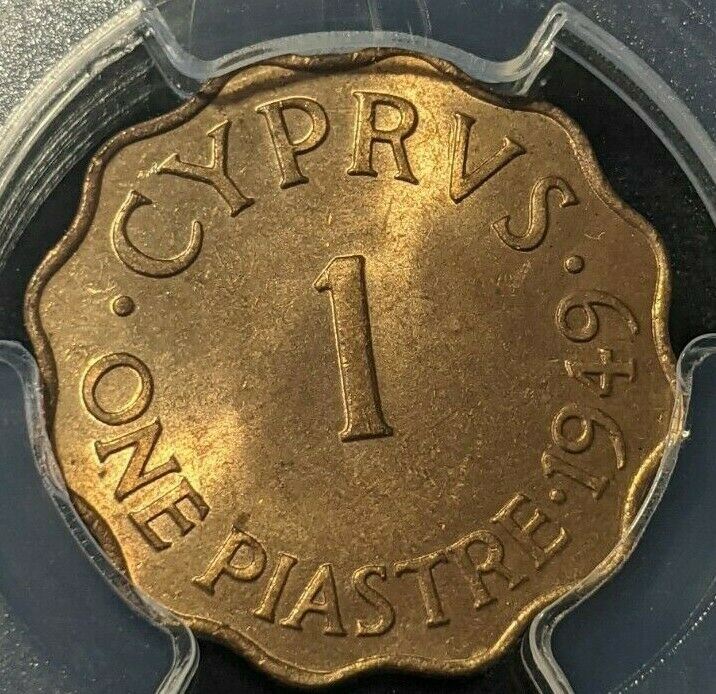 · CYPRVS ·
1
ONE PIASTRE · 1949